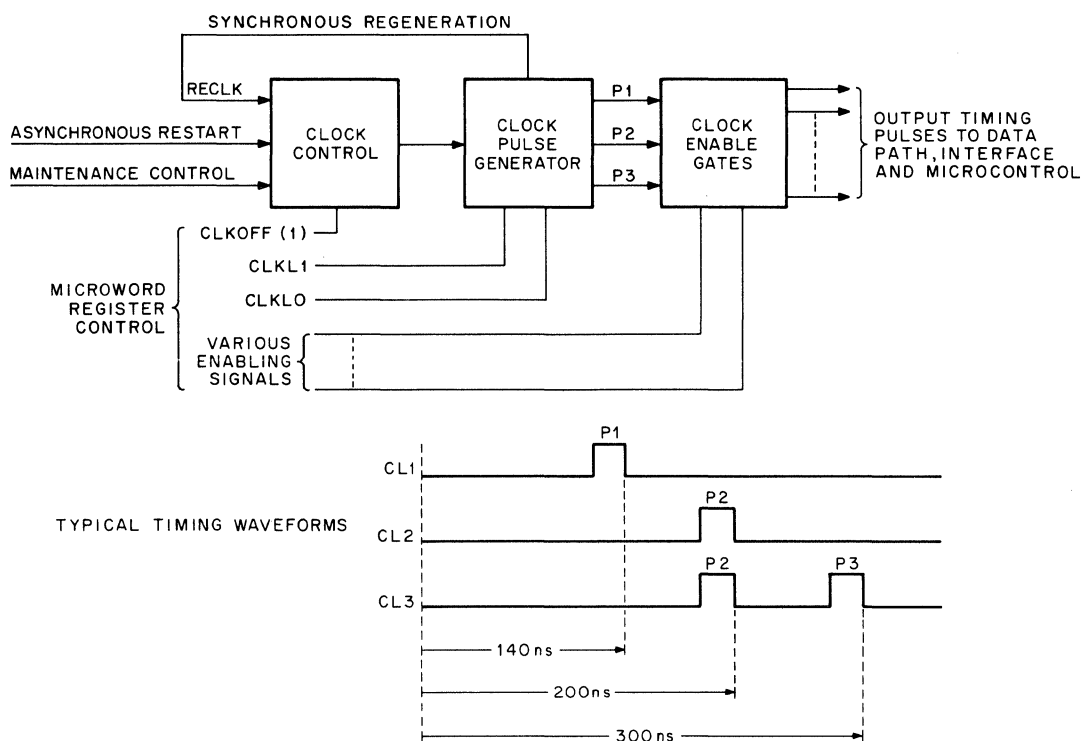 SYNCHRONOUS REGENERATION
RECLK
ASYNCHRONOUS RESTART
MAINTENANCE CONTROL
CLOCK
CONTROL
CLOCK
PULSE
GENERATOR
P1
P2
P3
CLOCK
ENABLE
GATES
OUTPUT TIMING
PULSES TO DATA
PATH, INTERFACE
AND MICROCONTROL
MICROWORD
REGISTER
CONTROL
CLKOFF (1)
CLKL1
CLKLO
VARIOUS
ENABLING
SIGNALS
TYPICAL TIMING WAVEFORMS
CL1
P1
CL2
P2
CL3
P2
P3
140ns
200ns
300ns